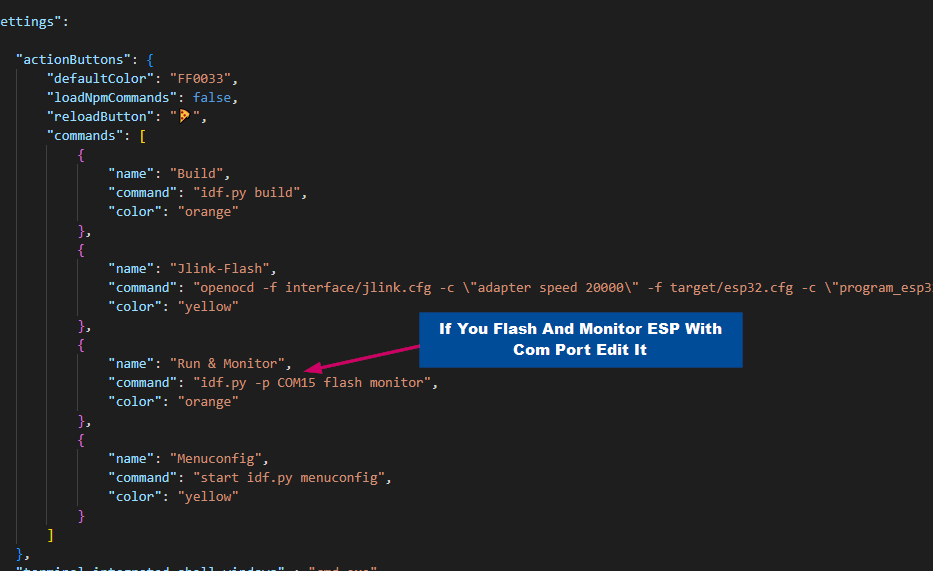 ettings":
"actionButtons": {
"defaultColor": "FF0033",
"loadNpmCommands": false,
"reloadButton": "🍕",
"commands": [
{
"name": "Build",
"command": "idf.py build",
"color": "orange"
},
{
"name": "Jlink-Flash",
"command": "openocd -f interface/jlink.cfg -c \"adapter speed 20000\" -f target/esp32.cfg -c \"program_esp32
"color": "yellow"
},
If You Flash And Monitor ESP With
Com Port Edit It
{
"name": "Run & Monitor",
"command": "idf.py -p COM15 flash monitor",
"color": "orange"
},
{
"name": "Menuconfig",
"command": "start idf.py menuconfig",
"color": "yellow"
}
]
},
"terminal.integrated.shell.windows" : "cmd.exe"